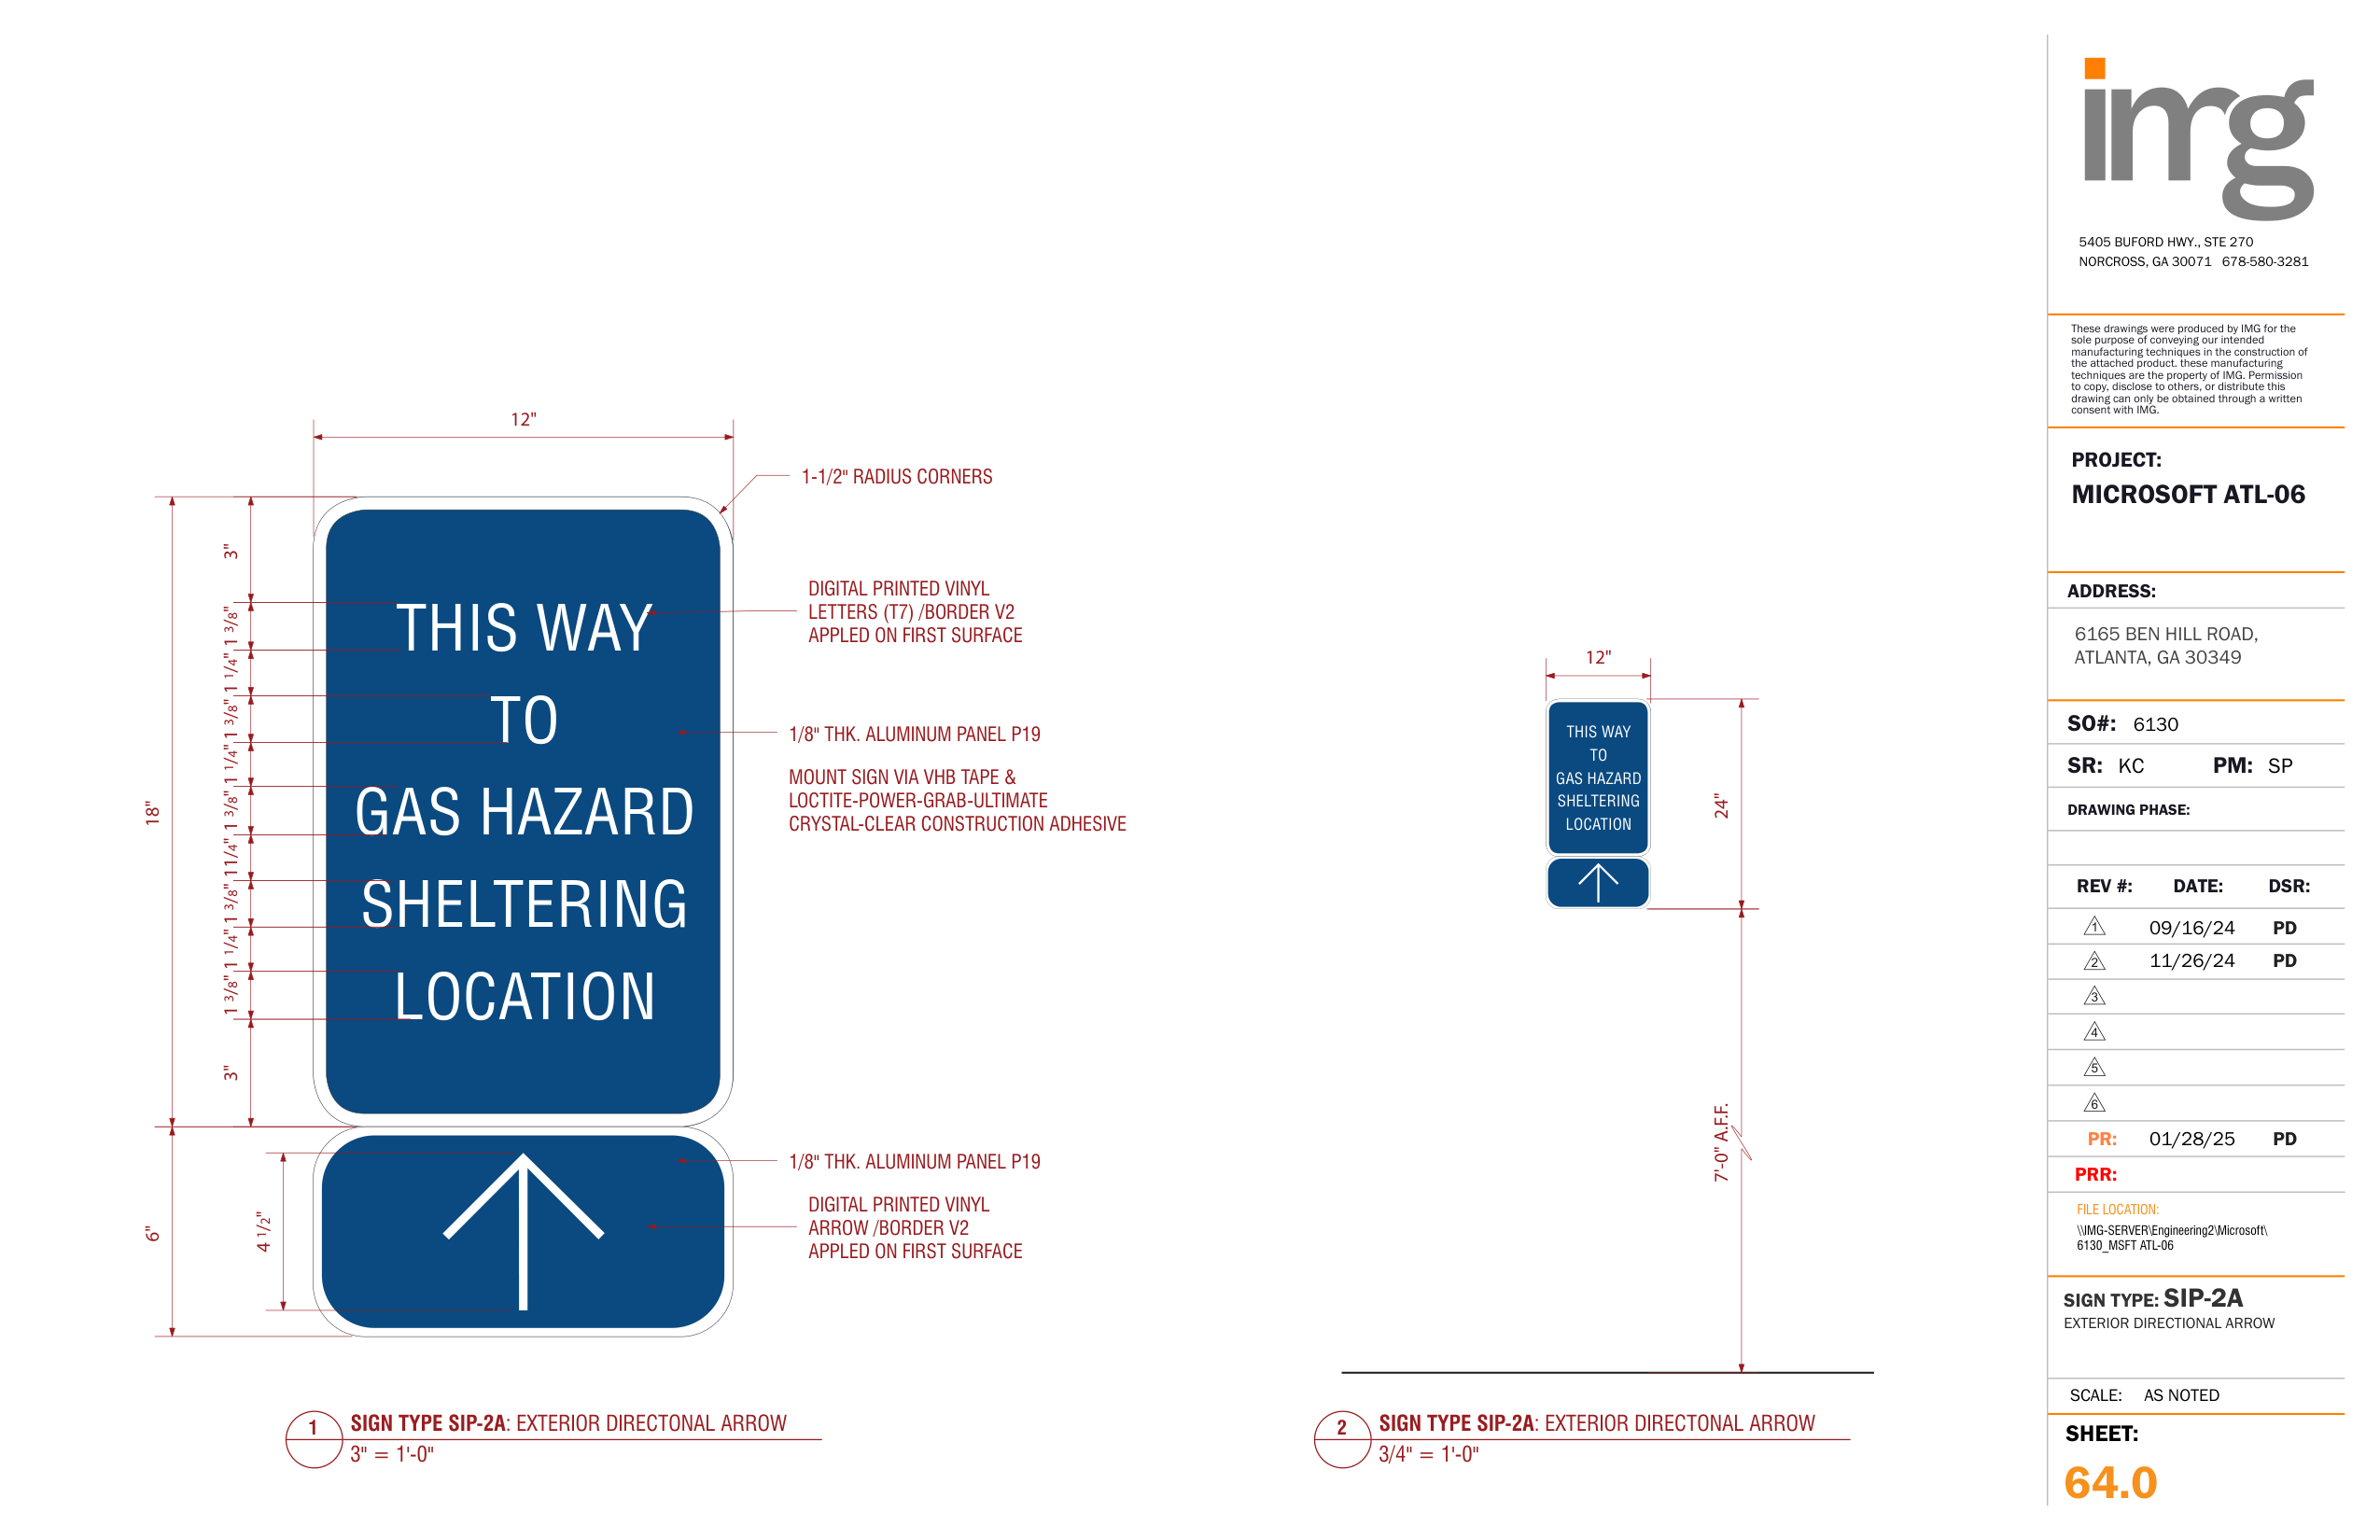 12"
1-1/2" RADIUS CORNERS
18"
3"
1 3/8"
1 1/4"
1 3/8"
1 1/4"
1 3/8"
1 1/4"
1 3/8"
1 1/4"
1 3/8"
3"
THIS WAY
TO
GAS HAZARD
SHELTERING
LOCATION
DIGITAL PRINTED VINYL
LETTERS (T7) /BORDER V2
APPLED ON FIRST SURFACE
1/8" THK. ALUMINUM PANEL P19
MOUNT SIGN VIA VHB TAPE &
LOCTITE-POWER-GRAB-ULTIMATE
CRYSTAL-CLEAR CONSTRUCTION ADHESIVE
6"
4 1/2"
1/8" THK. ALUMINUM PANEL P19
DIGITAL PRINTED VINYL
ARROW /BORDER V2
APPLED ON FIRST SURFACE
1
SIGN TYPE SIP-2A: EXTERIOR DIRECTONAL ARROW
3" = 1'-0"
12"
THIS WAY
TO
GAS HAZARD
SHELTERING
LOCATION
24"
7'-0" A.F.F.
2
SIGN TYPE SIP-2A: EXTERIOR DIRECTONAL ARROW
3/4" = 1'-0"
img
5405 BUFORD HWY., STE 270
NORCROSS, GA 30071 678-580-3281
These drawings were produced by IMG for the
sole purpose of conveying our intended
manufacturing techniques in the construction of
the attached product. these manufacturing
techniques are the property of IMG. Permission
to copy, disclose to others, or distribute this
drawing can only be obtained through a written
consent with IMG.
PROJECT:
MICROSOFT ATL-06
ADDRESS:
6165 BEN HILL ROAD,
ATLANTA, GA 30349
SO#: 6130
SR: KC PM: SP
DRAWING PHASE:
REV #: DATE: DSR:
1 09/16/24 PD
2 11/26/24 PD
3
4
5
6
PR: 01/28/25 PD
PRR:
FILE LOCATION:
\\IMG-SERVER\Engineering2\Microsoft\
6130_MSFT ATL-06
SIGN TYPE: SIP-2A
EXTERIOR DIRECTIONAL ARROW
SCALE: AS NOTED
SHEET:
64.0